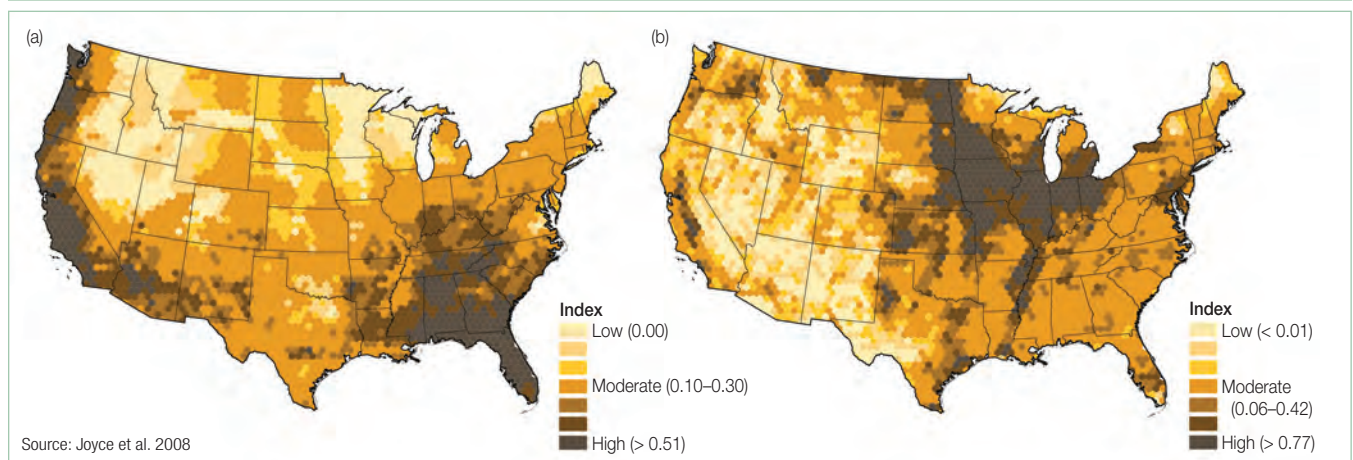 (a)
Index
Low (0.00)
Moderate (0.10–0.30)
High (> 0.51)
Source: Joyce et al. 2008
(b)
Index
Low (< 0.01)
Moderate
(0.06–0.42)
High (> 0.77)